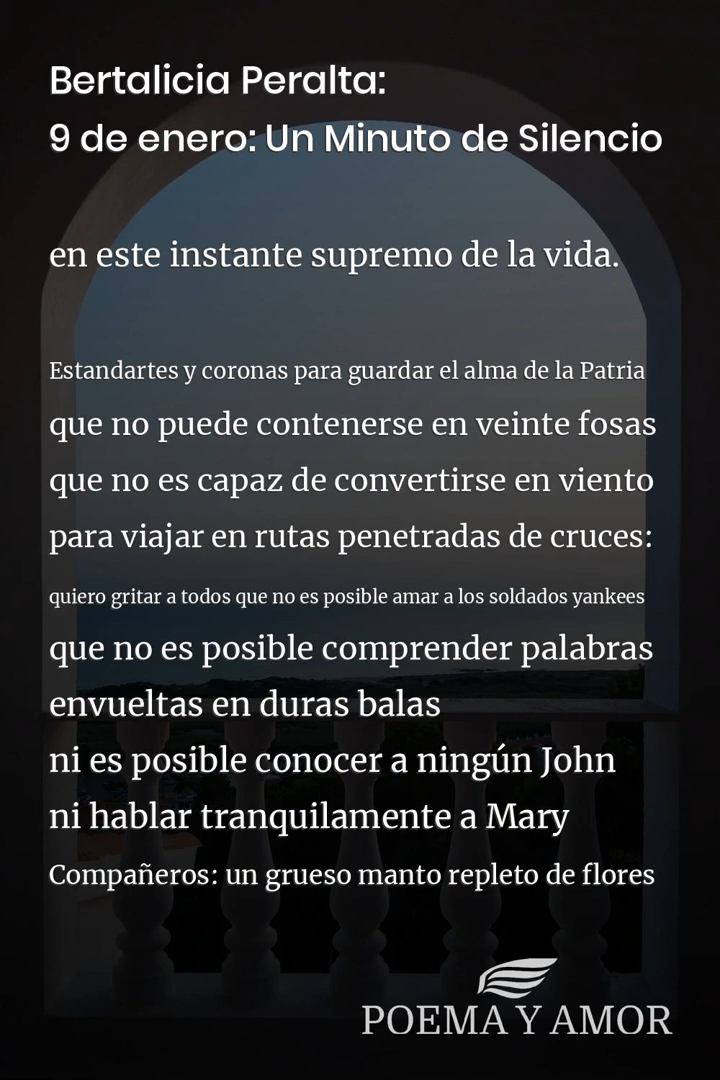 Bertalicia Peralta:
9 de enero: Un Minuto de Silencio
en este instante supremo de la vida.
Estandartes y coronas para guardar el alma de la Patria
que no puede contenerse en veinte fosas
que no es capaz de convertirse en viento
para viajar en rutas penetradas de cruces:
quiero gritar a todos que no es posible amar a los soldados yankees
que no es posible comprender palabras
envueltas en duras balas
ni es posible conocer a ningún John
ni hablar tranquilamente a Mary
Compañeros: un grueso manto repleto de flores
POEMA Y AMOR